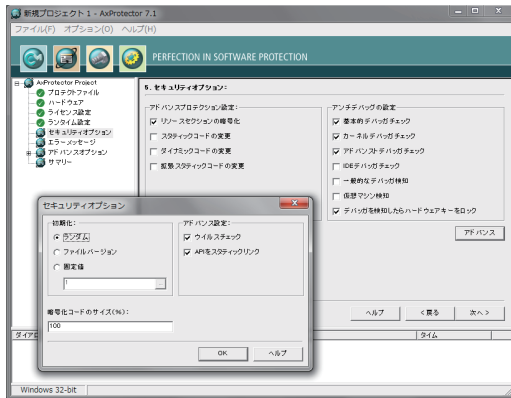 新規プロジェクト 1 - AxProtector 7.1
ファイル(F) オプション(O) ヘルプ(H)
PERFECTION IN SOFTWARE PROTECTION
AxProtector Project
プロテクトファイル
ハードウェア
ライセンス設定
ランタイム設定
セキュリティオプション
エラーメッセージ
アドバンスオプション
サマリー
5. セキュリティオプション:
アドバンスプロテクション設定:
リソースセクションの暗号化
スタティックコードの変更
ダイナミックコードの変更
拡張スタティックコードの変更
アンチデバッグの設定
基本的デバッガチェック
カーネルデバッガチェック
アドバンストデバッガチェック
IDEデバッガチェック
一般的なデバッガ検知
仮想マシン検知
デバッガを検知したらハードウェアキーをロック
アドバンス
セキュリティオプション
初期化:
ランダム
ファイルバージョン
固定値
1
...
アドバンス設定:
ウイルスチェック
APIをスタティックリンク
暗号化コードのサイズ(%):
100
OK
ヘルプ
ヘルプ
< 戻る
次へ >
タイム
Windows 32-bit